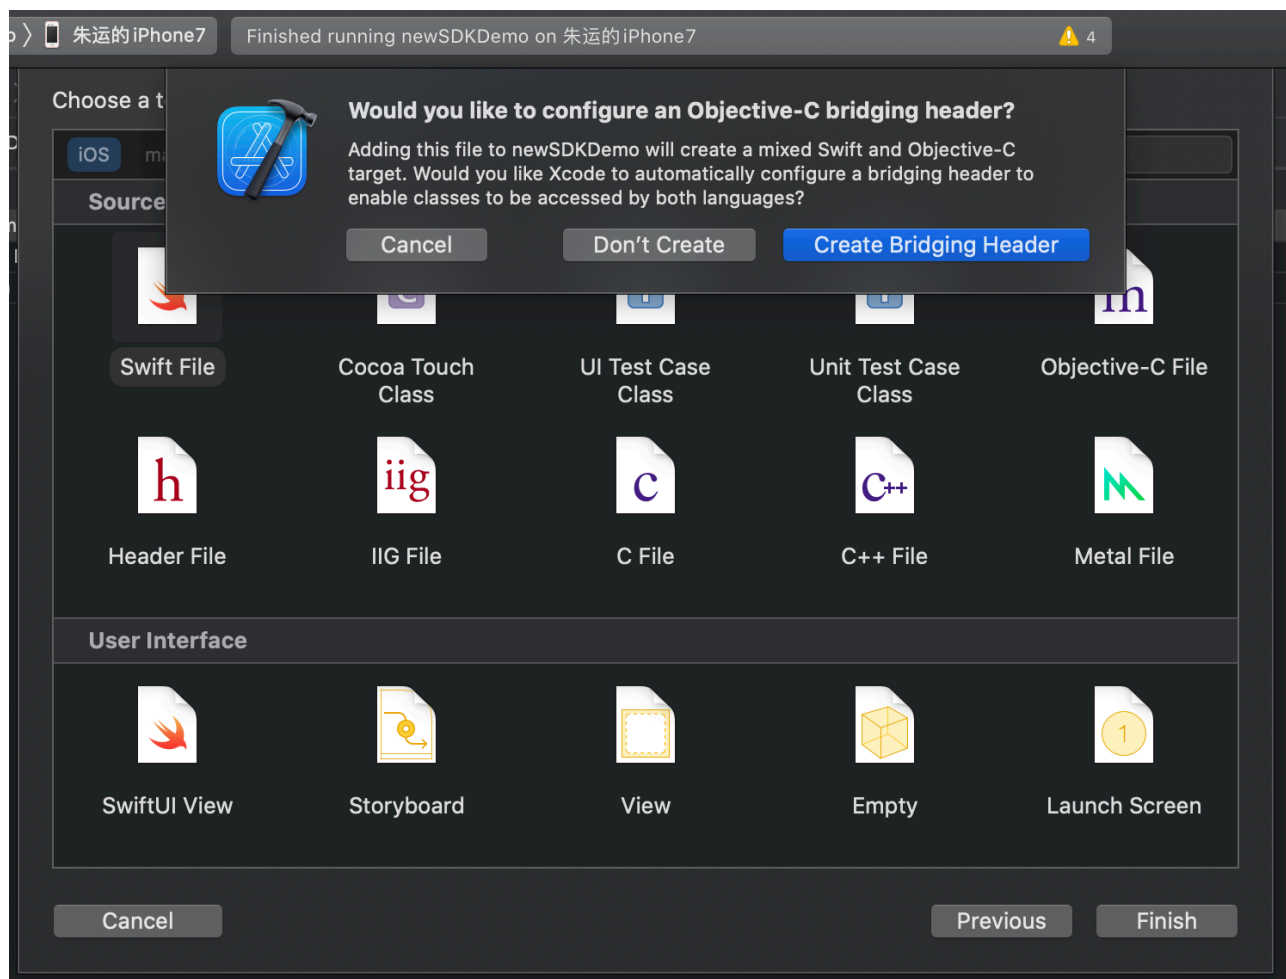 朱运的iPhone7
Finished running newSDKDemo on 朱运的iPhone7
4
Would you like to configure an Objective-C bridging header?
Adding this file to newSDKDemo will create a mixed Swift and Objective-C
target. Would you like Xcode to automatically configure a bridging header to
enable classes to be accessed by both languages?
Cancel
Don't Create
Create Bridging Header
Choose a t
iOS
ma
Source
m
Swift File
Cocoa Touch
Class
UI Test Case
Class
Unit Test Case
Class
Objective-C File
h
iig
c
C++
Header File
IIG File
C File
C++ File
Metal File
User Interface
1
SwiftUI View
Storyboard
View
Empty
Launch Screen
Cancel
Previous
Finish